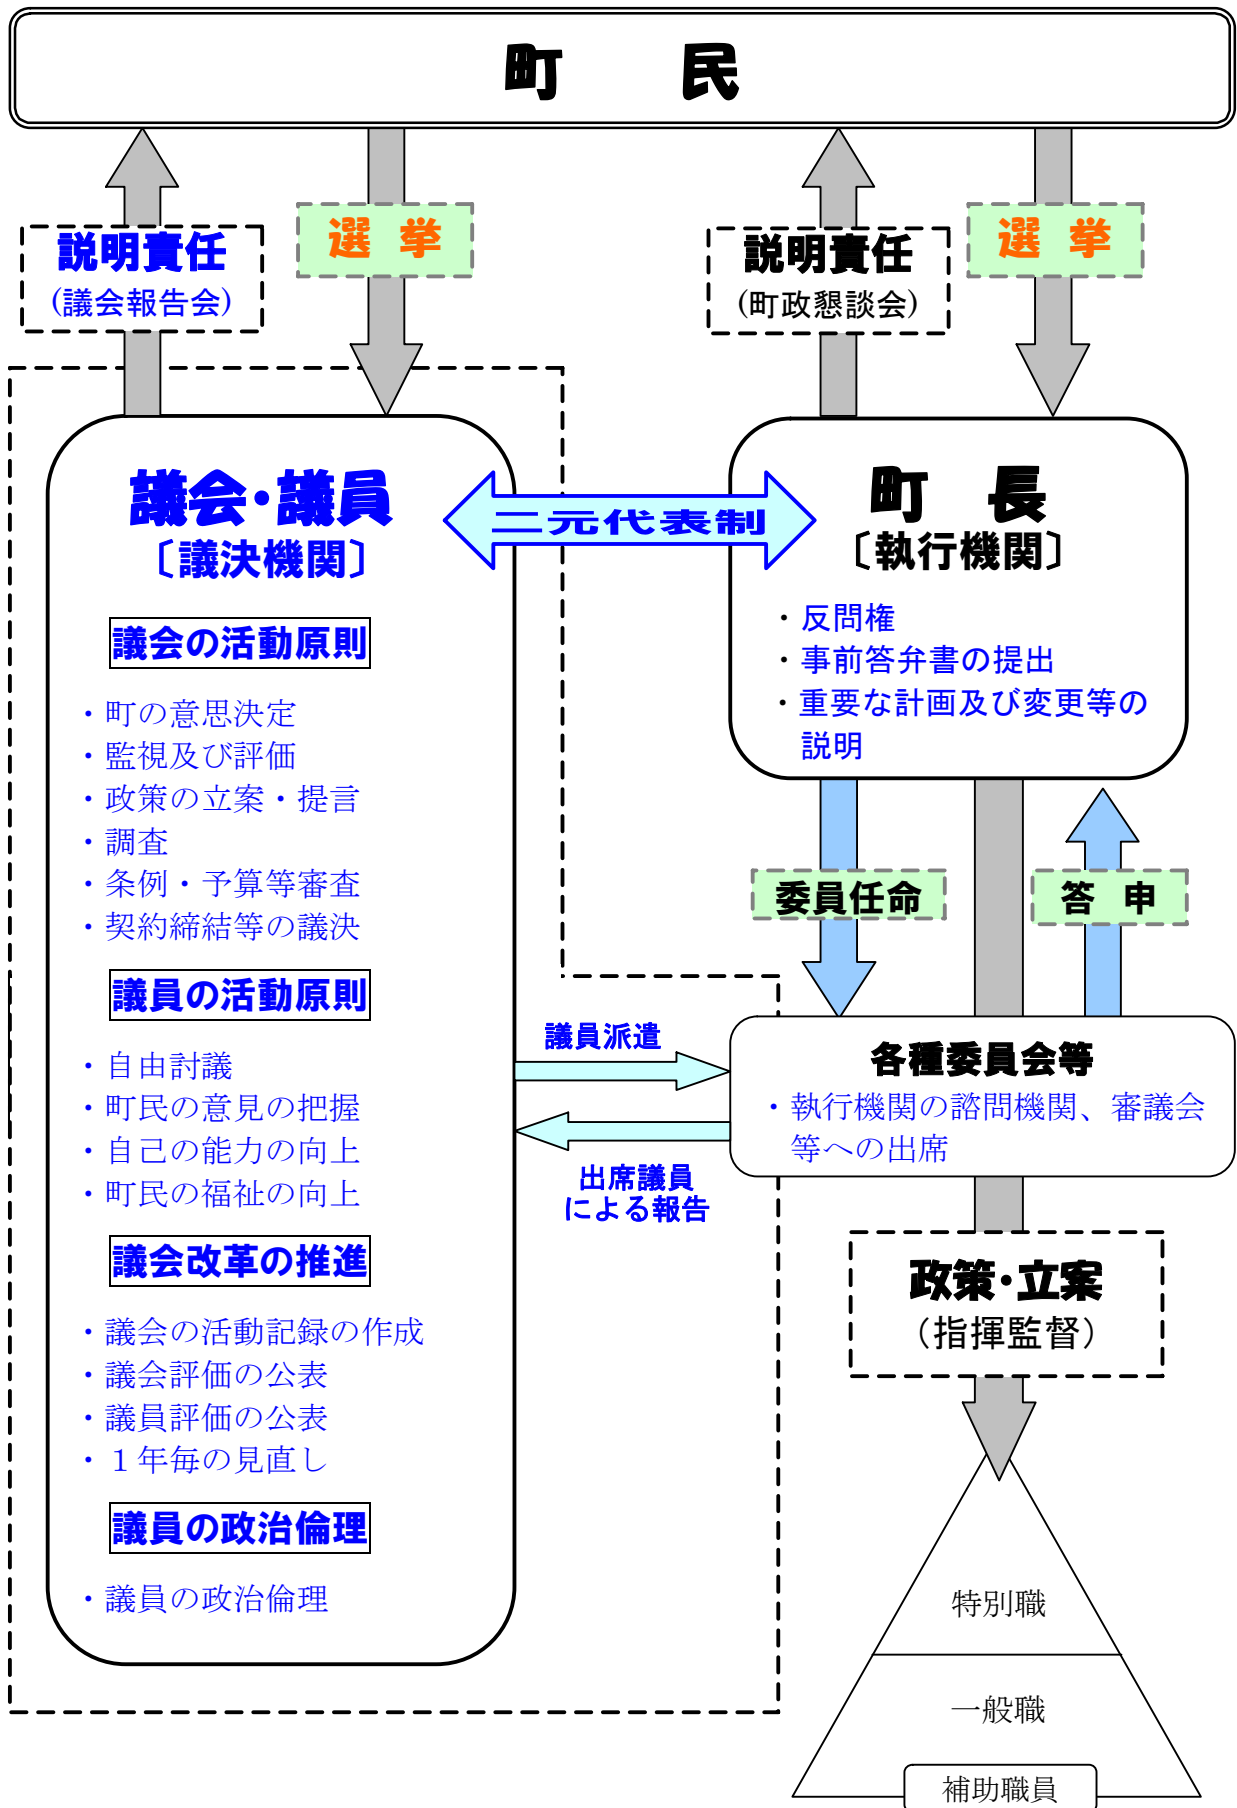 町　民
説明責任
(議会報告会)
選 挙
説明責任
(町政懇談会)
選 挙
議会・議員
〔議決機関〕
二元代表制
町 長
〔執行機関〕
・反問権
・事前答弁書の提出
・重要な計画及び変更等の
説明
議会の活動原則
・町の意思決定
・監視及び評価
・政策の立案・提言
・調査
・条例・予算等審査
・契約締結等の議決
議員の活動原則
・自由討議
・町民の意見の把握
・自己の能力の向上
・町民の福祉の向上
議会改革の推進
・議会の活動記録の作成
・議会評価の公表
・議員評価の公表
・１年毎の見直し
議員の政治倫理
・議員の政治倫理
委員任命
答 申
議員派遣
出席議員
による報告
各種委員会等
・執行機関の諮問機関、審議会
等への出席
政策・立案
（指揮監督）
特別職
一般職
補助職員